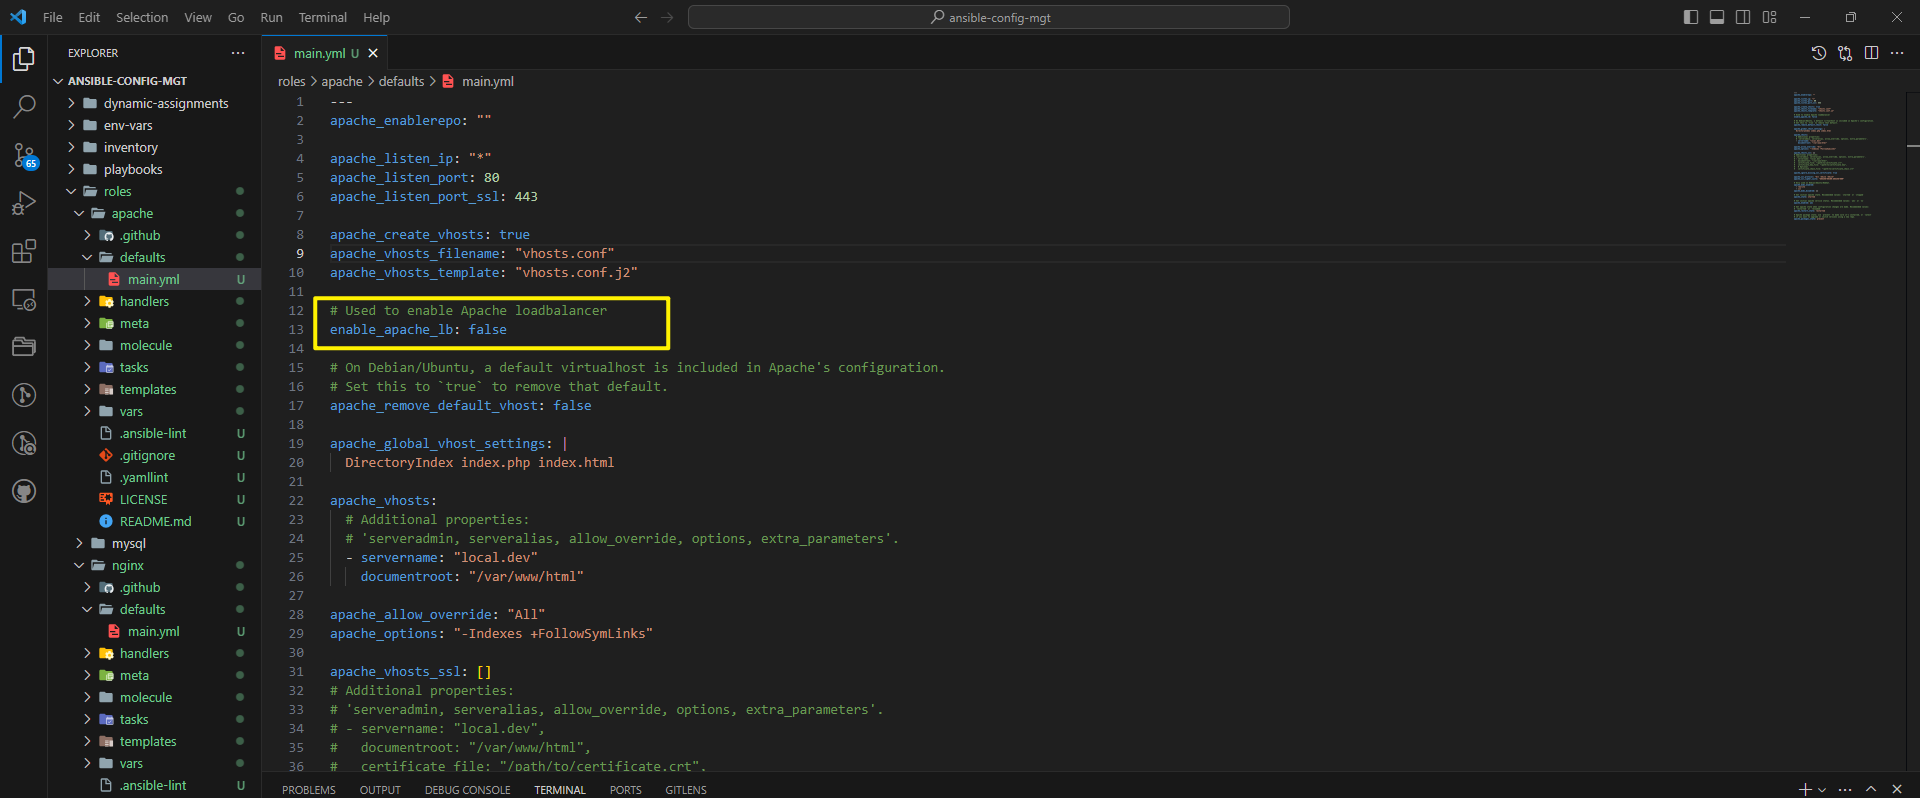 File Edit Selection View Go Run Terminal Help
ansible-config-mgt
EXPLORER
ANSIBLE-CONFIG-MGT
dynamic-assignments
env-vars
inventory
65
playbooks
roles
apache
.github
defaults
main.yml U
handlers
meta
molecule
tasks
templates
vars
.ansible-lint U
.gitignore U
.yamllint U
LICENSE U
README.md U
mysql
nginx
.github
defaults
main.yml U
handlers
meta
molecule
tasks
templates
vars
.ansible-lint U
main.yml U
roles > apache > defaults > main.yml
1 ---
2 apache_enablerepo: ""
3
4 apache_listen_ip: "*"
5 apache_listen_port: 80
6 apache_listen_port_ssl: 443
7
8 apache_create_vhosts: true
9 apache_vhosts_filename: "vhosts.conf"
10 apache_vhosts_template: "vhosts.conf.j2"
11
12 # Used to enable Apache loadbalancer
13 enable_apache_lb: false
14
15 # On Debian/Ubuntu, a default virtualhost is included in Apache's configuration.
16 # Set this to `true` to remove that default.
17 apache_remove_default_vhost: false
18
19 apache_global_vhost_settings: |
20 DirectoryIndex index.php index.html
21
22 apache_vhosts:
23 # Additional properties:
24 # 'serveradmin, serveralias, allow_override, options, extra_parameters'.
25 - servername: "local.dev"
26 documentroot: "/var/www/html"
27
28 apache_allow_override: "All"
29 apache_options: "-Indexes +FollowSymLinks"
30
31 apache_vhosts_ssl: []
32 # Additional properties:
33 # 'serveradmin, serveralias, allow_override, options, extra_parameters'.
34 # - servername: "local.dev",
35 # documentroot: "/var/www/html",
36 # certificate_file: "/path/to/certificate.crt",
PROBLEMS OUTPUT DEBUG CONSOLE TERMINAL PORTS GITLENS